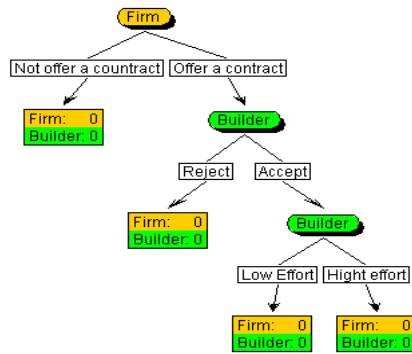 Firm
Not offer a countract
Offer a contract
Firm: 0
Builder: 0
Builder
Reject
Accept
Firm: 0
Builder: 0
Builder
Low Effort
Hight effort
Firm: 0
Builder: 0
Firm: 0
Builder: 0